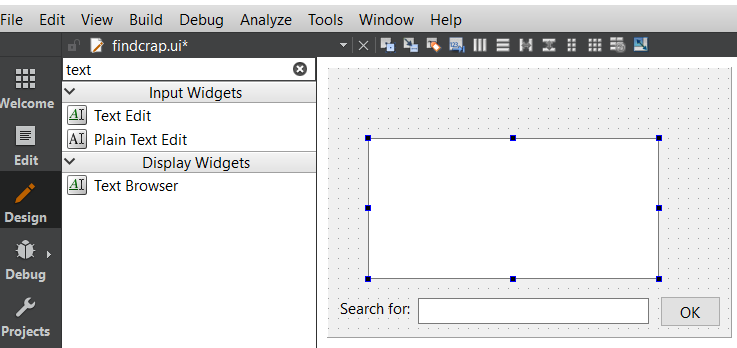 File Edit View Build Debug Analyze Tools Window Help
findcrap.ui*
text
Welcome
Input Widgets
Text Edit
Plain Text Edit
Edit
Display Widgets
Text Browser
Design
Debug
Projects
Search for:
OK